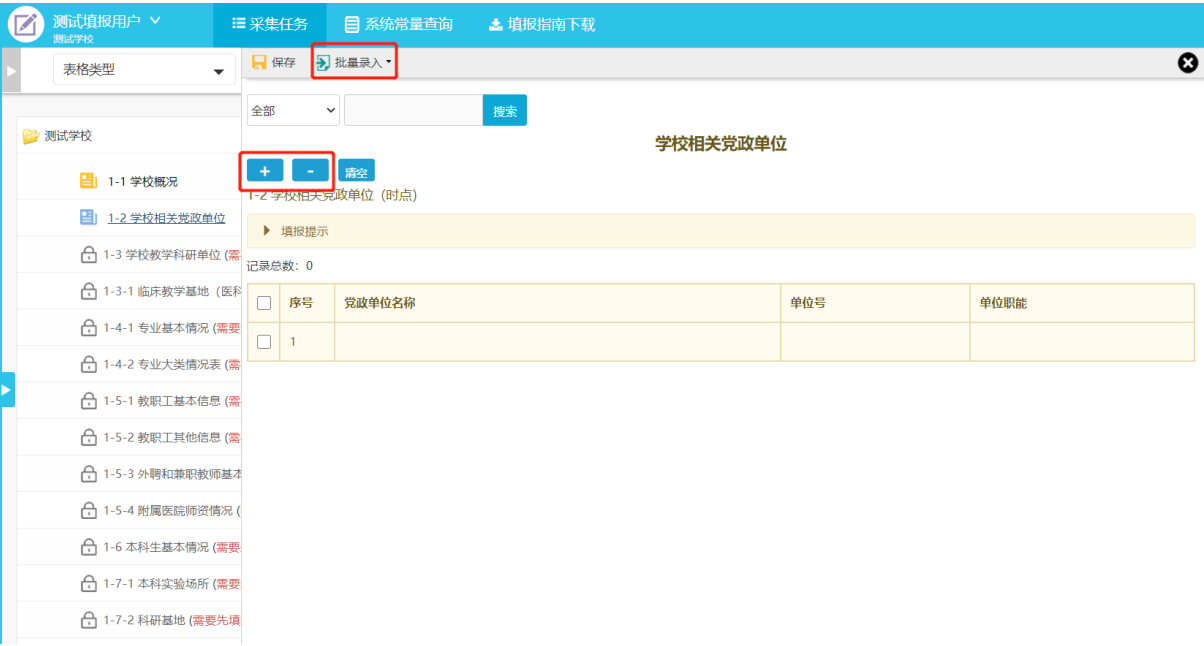 测试填报用户
测试学校
采集任务 系统常量查询 填报指南下载
表格类型
保存 批量录入
全部 搜索
测试学校
学校相关党政单位
+ - 清空
1-2 学校相关党政单位（时点）
填报提示
记录总数：0
序号 党政单位名称 单位号 单位职能
1
1-1 学校概况
1-2 学校相关党政单位
1-3 学校教学科研单位 (需
1-3-1 临床教学基地（医科
1-4-1 专业基本情况 (需要
1-4-2 专业大类情况表 (需
1-5-1 教职工基本信息 (需
1-5-2 教职工其他信息 (需
1-5-3 外聘和兼职教师基本
1-5-4 附属医院师资情况 (
1-6 本科生基本情况 (需要
1-7-1 本科实验场所 (需要
1-7-2 科研基地 (需要先填